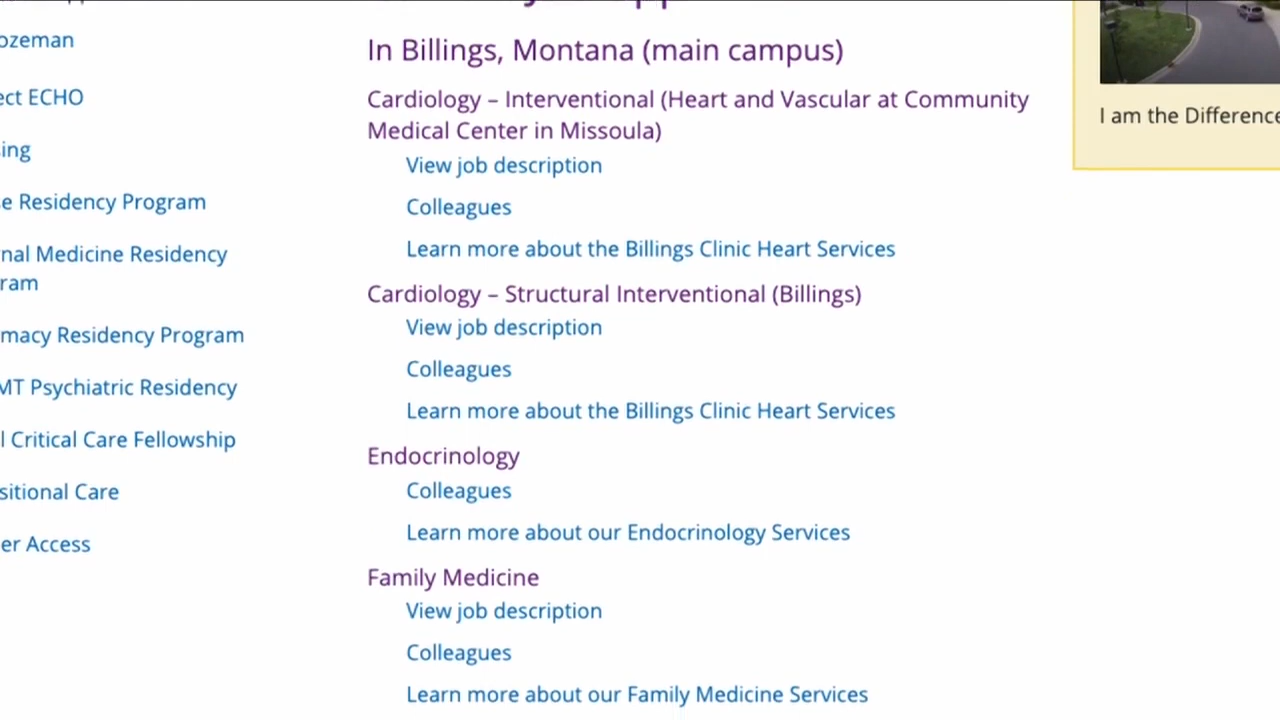 ozeman
ect ECHO
ing
e Residency Program
nal Medicine Residency
ram
macy Residency Program
MT Psychiatric Residency
l Critical Care Fellowship
sitional Care
er Access
In Billings, Montana (main campus)
Cardiology – Interventional (Heart and Vascular at Community
Medical Center in Missoula)
View job description
Colleagues
Learn more about the Billings Clinic Heart Services
Cardiology – Structural Interventional (Billings)
View job description
Colleagues
Learn more about the Billings Clinic Heart Services
Endocrinology
Colleagues
Learn more about our Endocrinology Services
Family Medicine
View job description
Colleagues
Learn more about our Family Medicine Services
I am the Difference